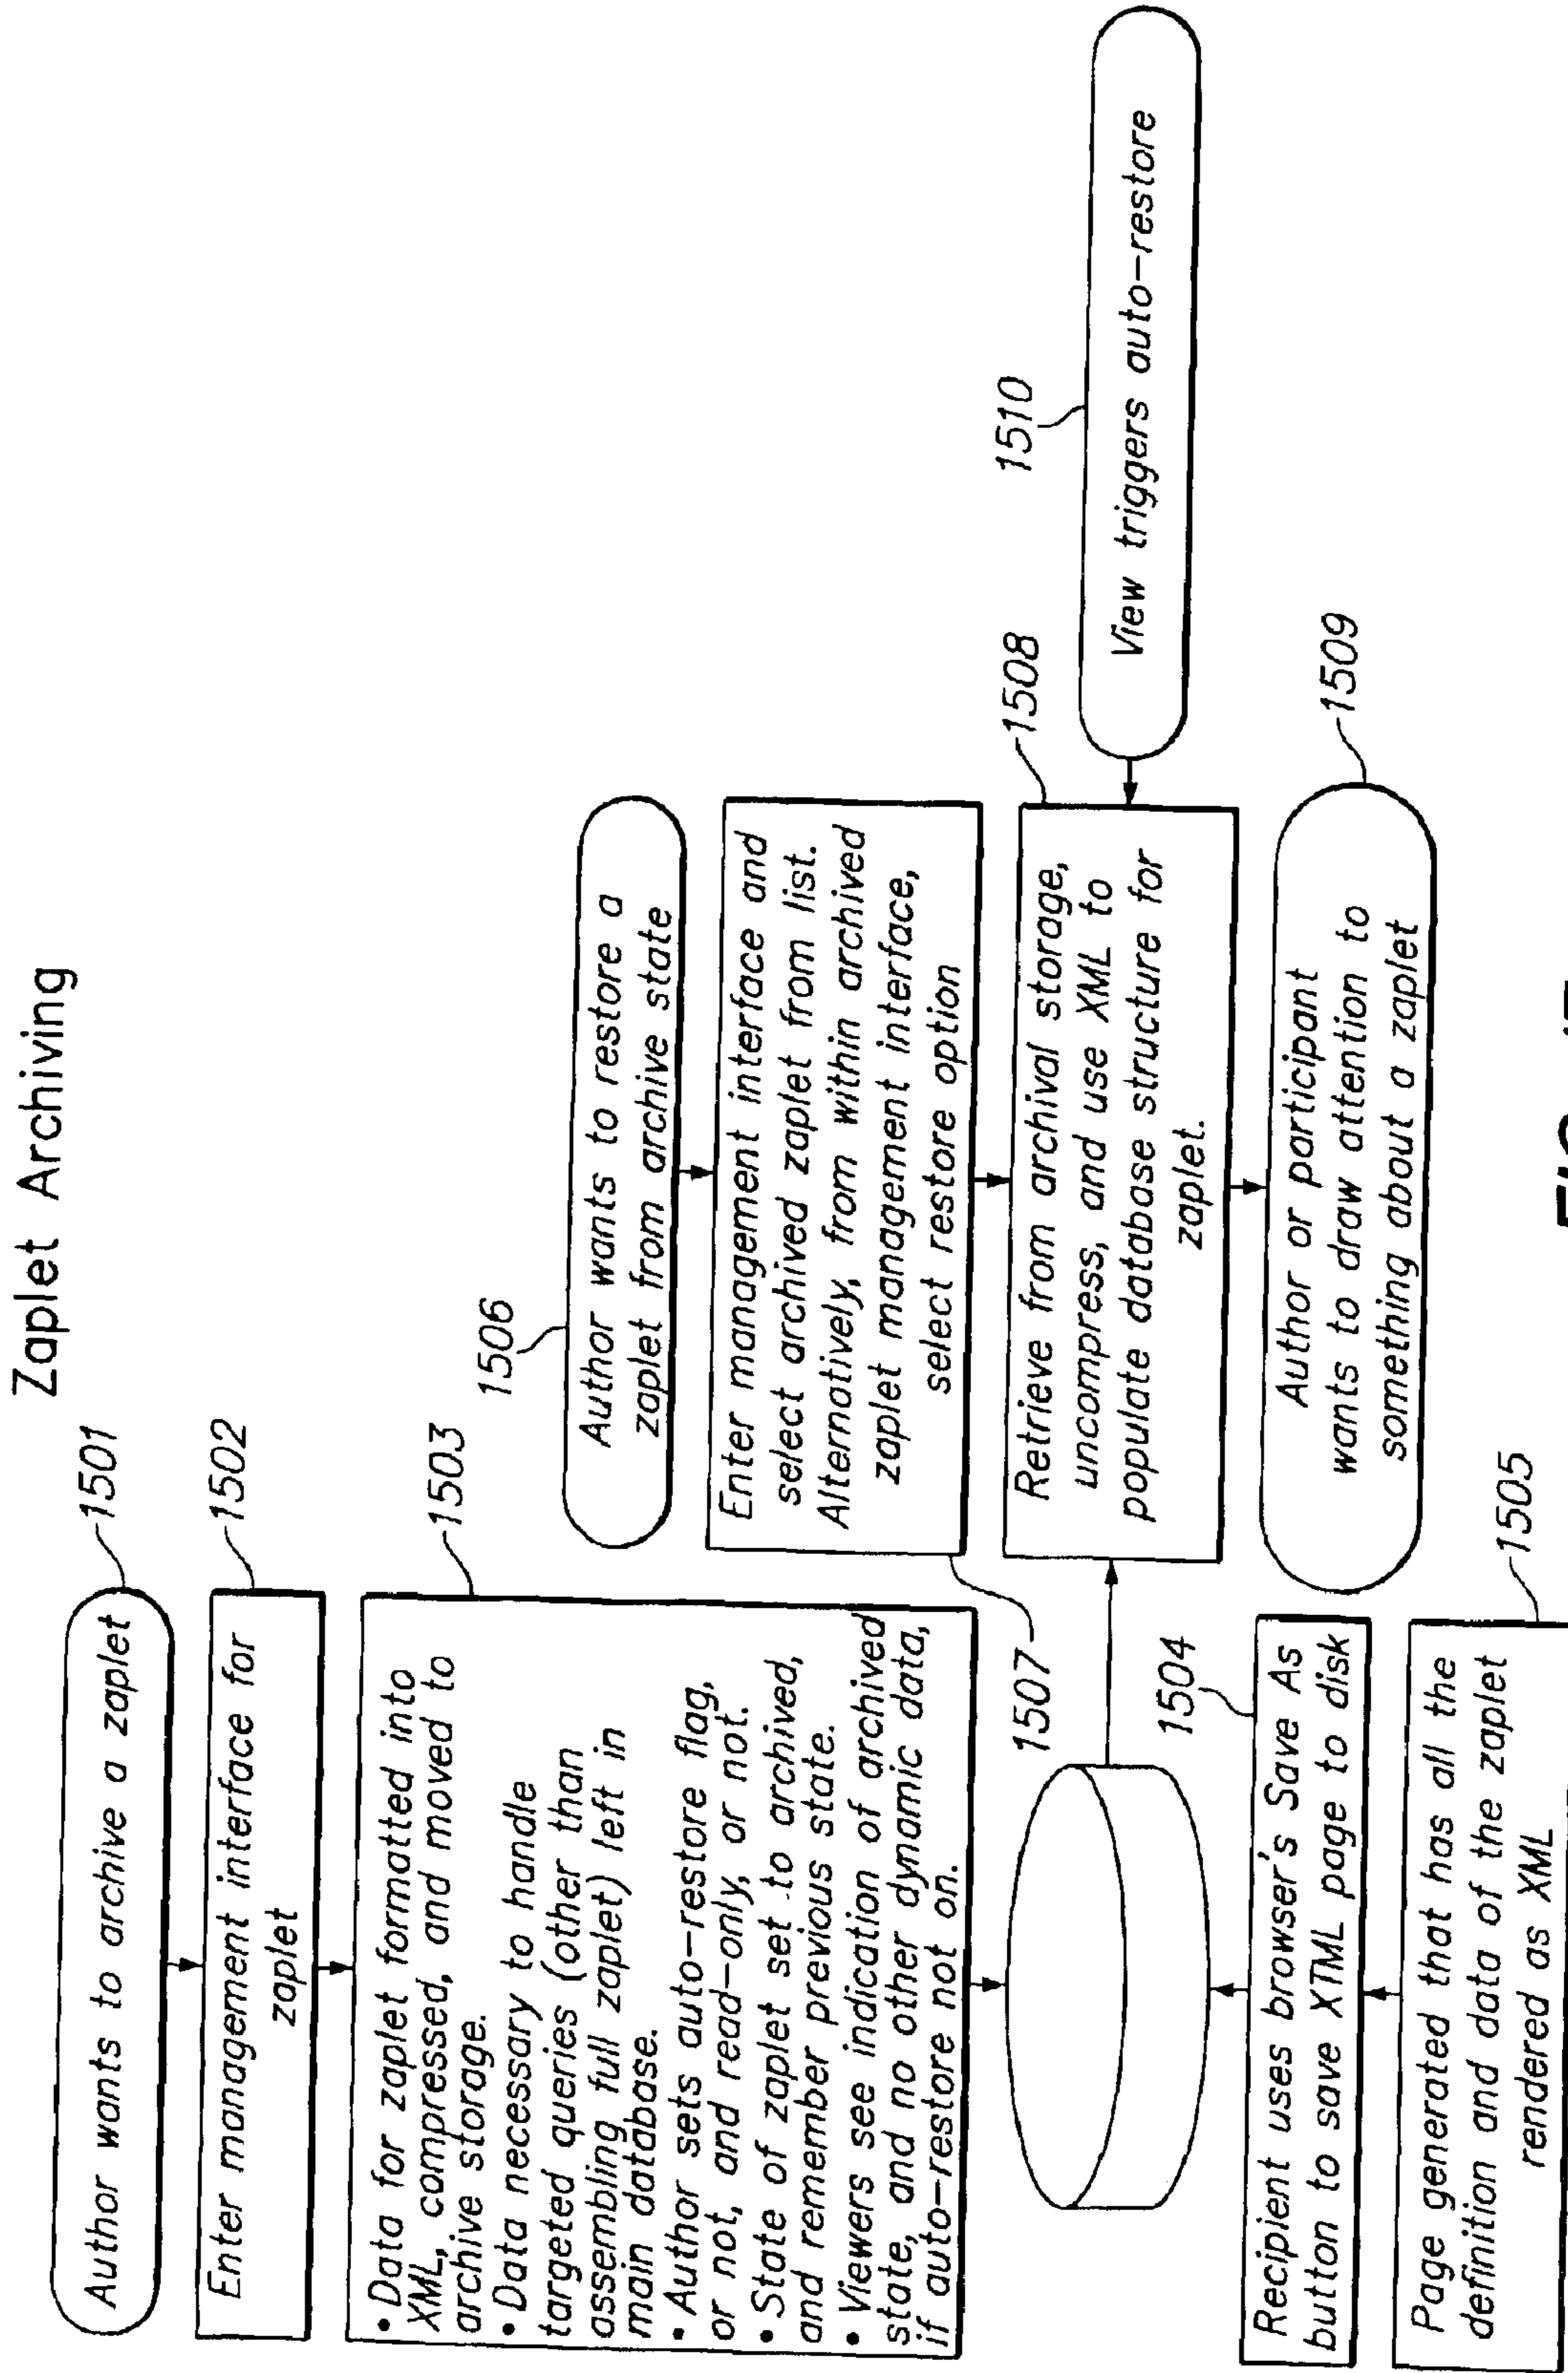 Zaplet Archiving
1501
Author wants to archive a zaplet
1502
Enter management interface for
zaplet
1503
• Data for zaplet formatted into
XML, compressed, and moved to
archive storage.
• Data necessary to handle
targeted queries (other than
assembling full zaplet) left in
main database.
• Author sets auto-restore flag,
or not, and read-only, or not.
• State of zaplet set to archived,
and remember previous state.
• Viewers see indication of archived
state, and no other dynamic data,
if auto-restore not on.
1504
Recipient uses browser's Save As
button to save XTML page to disk
1505
Page generated that has all the
definition and data of the zaplet
rendered as XML
1506
Author wants to restore a
zaplet from archive state
1507
Enter management interface and
select archived zaplet from list.
Alternatively, from within archived
zaplet management interface,
select restore option
1508
Retrieve from archival storage,
uncompress, and use XML to
populate database structure for
zaplet.
1509
Author or participant
wants to draw attention to
something about a zaplet
1510
View triggers auto-restore